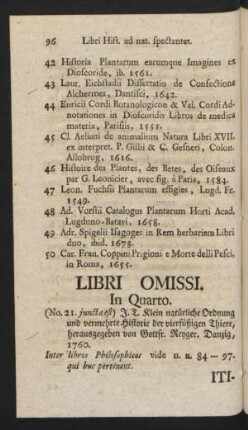 96 Libri Hist. ad nat. spectantes.
42 Historia Plantarum earumque Imagines ex
Dioscoride, ib. 1561.
43 Laur. Eichstadii Dissertatio de Confectione
Alchermes, Dantisci, 1642.
44 Euricii Cordi Botanologicon & Val. Cordi Ad-
notationes in Dioscoridis Libros de medica
materia, Parisiis, 1551.
45 Cl. Aeliani de animalium Natura Libri XVII.
ex interpret. P. Gillii & C. Gesneri, Colon.
Allobrog, 1616.
46 Histoire des Plantes, des Betes, des Oiseaux
par G. Leonicier, avec fig. à Paris, 1584.
47 Leon. Fuchsii Plantarum effigies, Lugd. Fr.
1549.
48 Ad. Vorstii Catalogus Plantarum Horti Acad.
Lugduno-Batavi, 1658.
49 Adr. Spigelii Isagoges in Rem herbariam Libri
duo, ibid. 1673.
50 Cat. Fran. Coppini Prigioni e Morte delli Pesci,
in Roma, 1655.
LIBRI OMISSI,
In Quarto.
(No. 21. junctaest) J. T. Klein natürliche Ordnung
und vermehrte Historie der vierfüßigen Thiere,
herausgegeben von Gottfr. Reyger. Danzig,
1760.
Inter libros Philosophicos vide n. u. 84 — 97.
qui huc pertinent.
ITI-